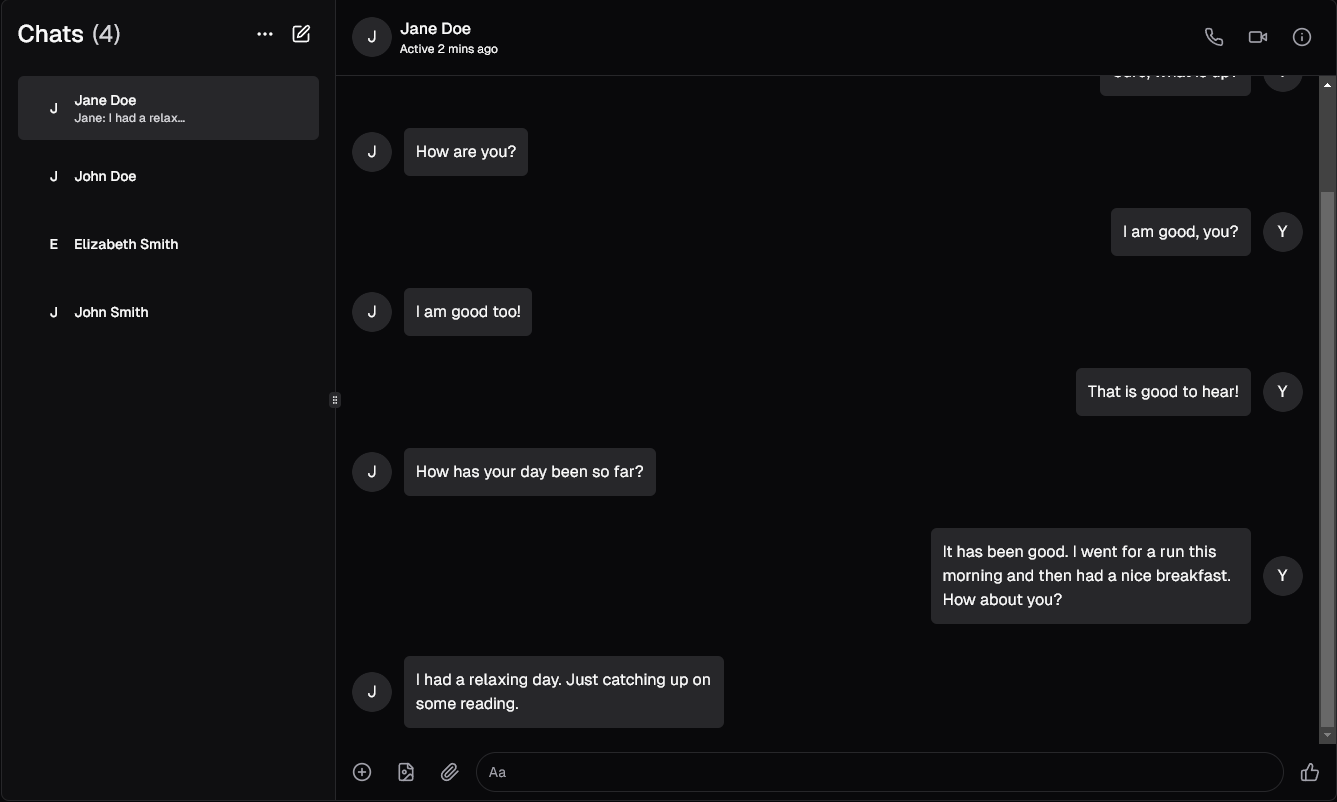 Chats (4)
J
Jane Doe
Jane: I had a relax...
J
John Doe
E
Elizabeth Smith
J
John Smith
J
Jane Doe
Active 2 mins ago
J
How are you?
I am good, you?
Y
J
I am good too!
That is good to hear!
Y
J
How has your day been so far?
It has been good. I went for a run this
morning and then had a nice breakfast.
How about you?
Y
J
I had a relaxing day. Just catching up on
some reading.
Aa